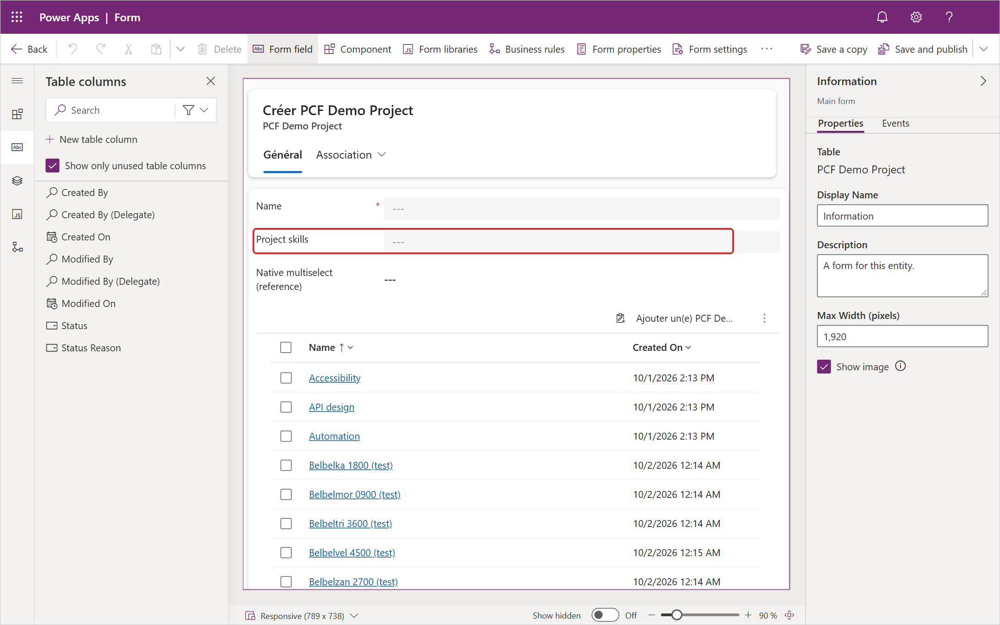 Power Apps | Form
Back
Delete
Abc Form field
Component
JS Form libraries
Business rules
Form properties
Form settings
...
Save a copy
Save and publish
Table columns
Search
New table column
Show only unused table columns
Abc
JS
Created By
Created By (Delegate)
Created On
Modified By
Modified By (Delegate)
Modified On
Status
Status Reason
Créer PCF Demo Project
PCF Demo Project
Général Association
Name * ---
Project skills ---
Native multiselect
(reference)
---
Ajouter un(e) PCF De...
Name ↑ Created On
Accessibility 10/1/2026 2:13 PM
API design 10/1/2026 2:13 PM
Automation 10/1/2026 2:13 PM
Belbelka 1800 (test) 10/2/2026 12:14 AM
Belbelmor 0900 (test) 10/2/2026 12:14 AM
Belbeltri 3600 (test) 10/2/2026 12:14 AM
Belbelvel 4500 (test) 10/2/2026 12:15 AM
Belbelzan 2700 (test) 10/2/2026 12:14 AM
Responsive (789 x 738)
Show hidden Off
90 %
Information
Main form
Properties Events
Table
PCF Demo Project
Display Name
Information
Description
A form for this entity.
Max Width (pixels)
1,920
Show image